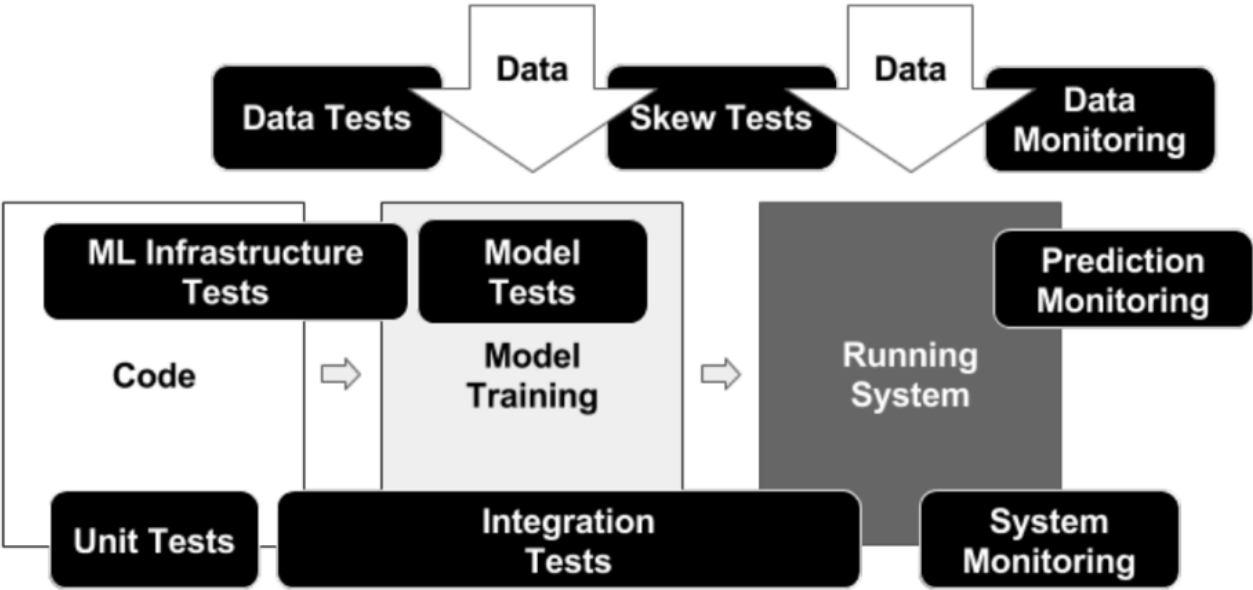 Data
Data
Data Tests
Skew Tests
Data
Monitoring
ML Infrastructure
Tests
Model
Tests
Prediction
Monitoring
Code
Model
Training
Running
System
Unit Tests
Integration
Tests
System
Monitoring